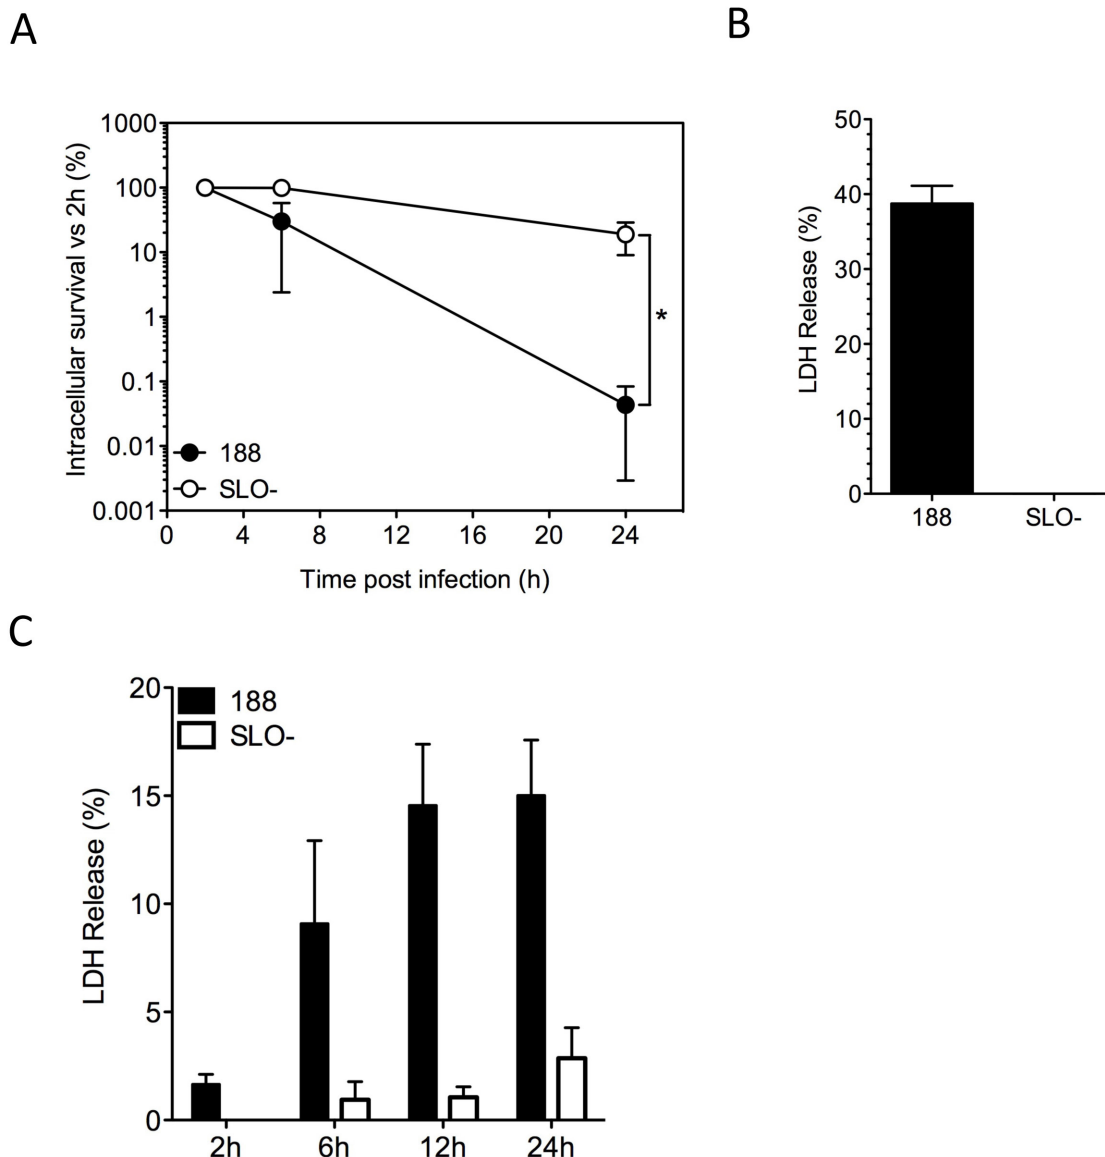 A
Intracellular survival vs 2h (%)
1000
100
10
1
0.1
0.01
0.001
*
188
SLO-
0 4 8 12 16 20 24
Time post infection (h)
B
LDH Release (%)
50
40
30
20
10
0
188 SLO-
C
LDH Release (%)
20
15
10
5
0
188
SLO-
2h 6h 12h 24h